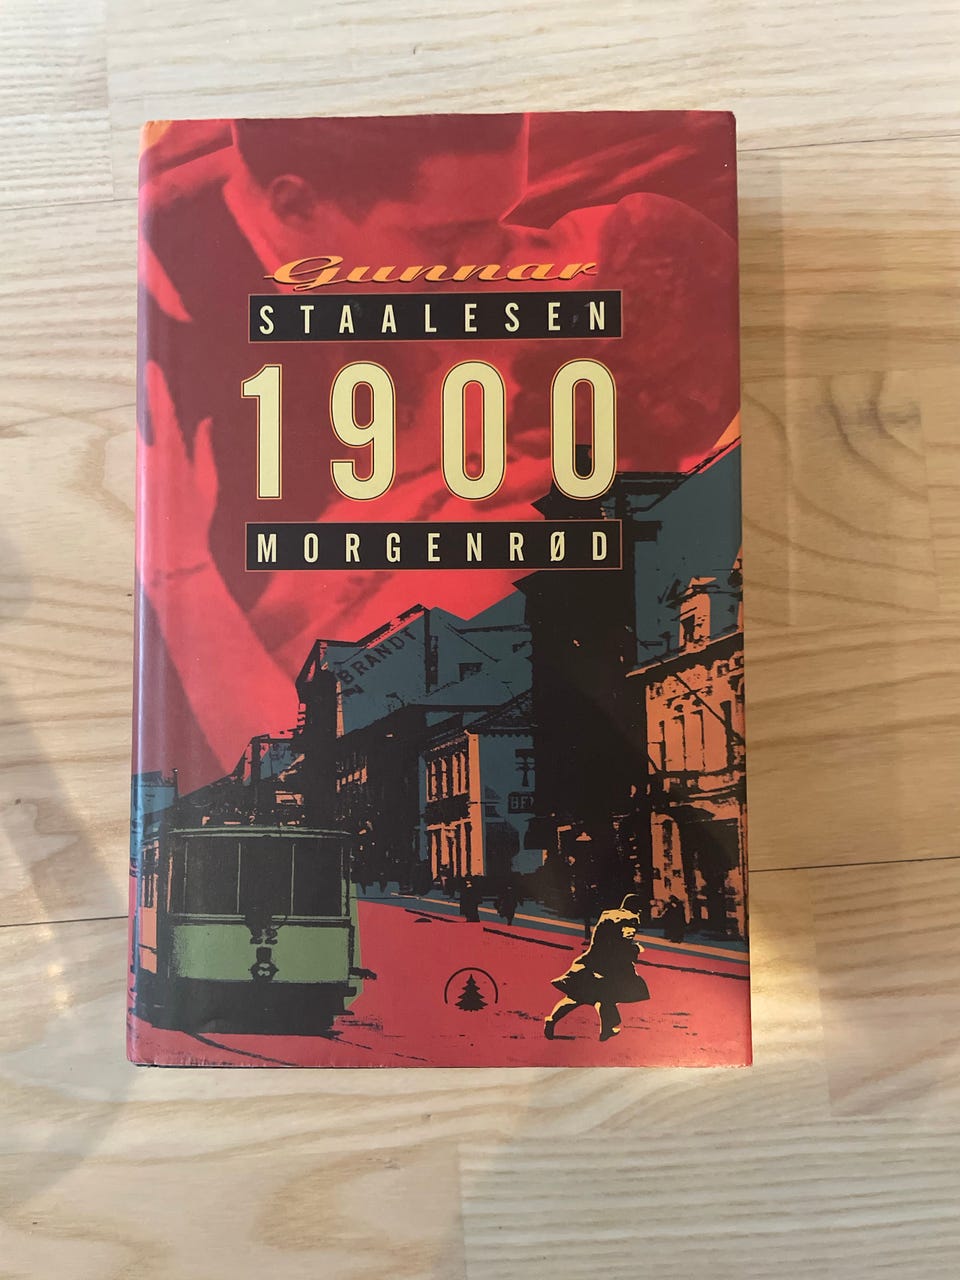 Gunnar
STAALESEN
1900
MORGENRØD
BRANDT